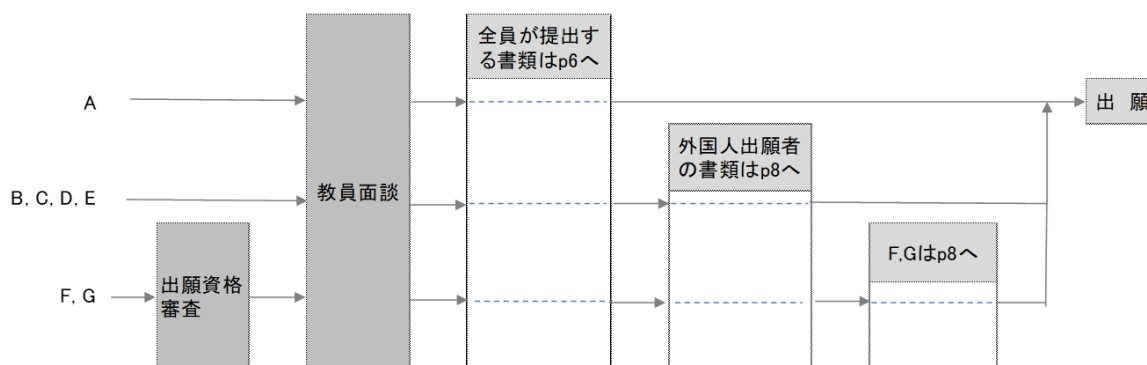 全員が提出す
る書類はp6へ
A
出 願
外国人出願者
の書類はp8へ
B, C, D, E
教員面談
F,Gはp8へ
F, G
出願資格
審査